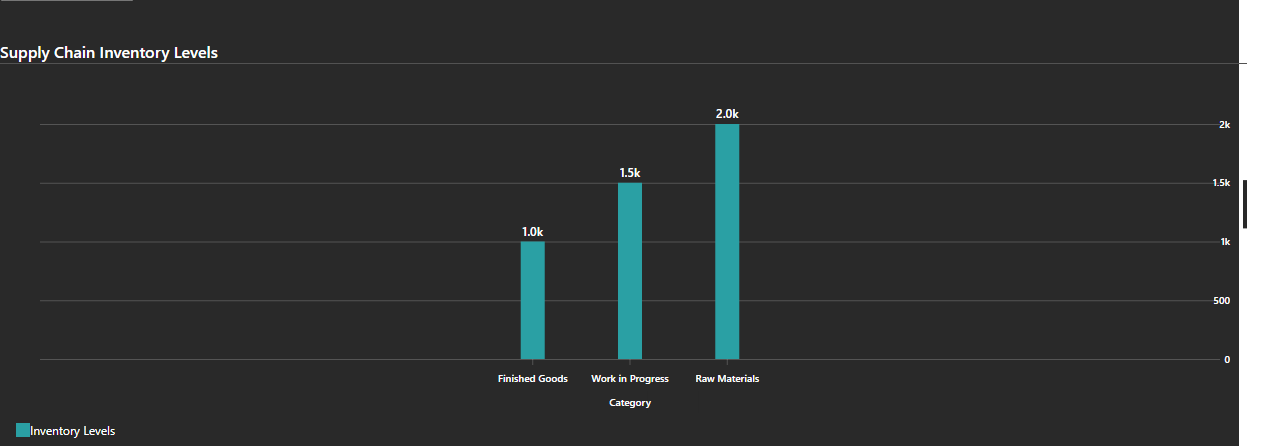 Supply Chain Inventory Levels
2.0k
2k
1.5k
1.5k
1.0k
1k
500
0
Finished Goods Work in Progress Raw Materials
Category
Inventory Levels